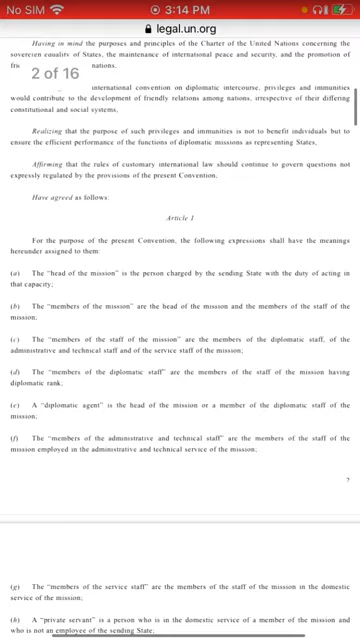 No SIM 3:14 PM
legal.un.org
Having in mind the purposes and principles of the Charter of the United Nations concerning the
sovereign equality of States, the maintenance of international peace and security, and the promotion of
nations,
2 of 16
international convention on diplomatic intercourse, privileges and immunities
would contribute to the development of friendly relations among nations, irrespective of their differing
constitutional and social systems,
Realizing that the purpose of such privileges and immunities is not to benefit individuals but to
ensure the efficient performance of the functions of diplomatic missions as representing States,
Affirming that the rules of customary international law should continue to govern questions not
expressly regulated by the provisions of the present Convention,
Have agreed as follows:
Article 1
For the purpose of the present Convention, the following expressions shall have the meanings
hereunder assigned to them:
(a) The “head of the mission” is the person charged by the sending State with the duty of acting in
that capacity;
(b) The “members of the mission” are the head of the mission and the members of the staff of the
mission;
(c) The “members of the staff of the mission” are the members of the diplomatic staff, of the
administrative and technical staff and of the service staff of the mission;
(d) The “members of the diplomatic staff” are the members of the staff of the mission having
diplomatic rank;
(e) A “diplomatic agent” is the head of the mission or a member of the diplomatic staff of the
mission;
(f) The “members of the administrative and technical staff” are the members of the staff of the
mission employed in the administrative and technical service of the mission;
(g) The “members of the service staff” are the members of the staff of the mission in the domestic
service of the mission;
(h) A “private servant” is a person who is in the domestic service of a member of the mission and
who is not an employee of the sending State;